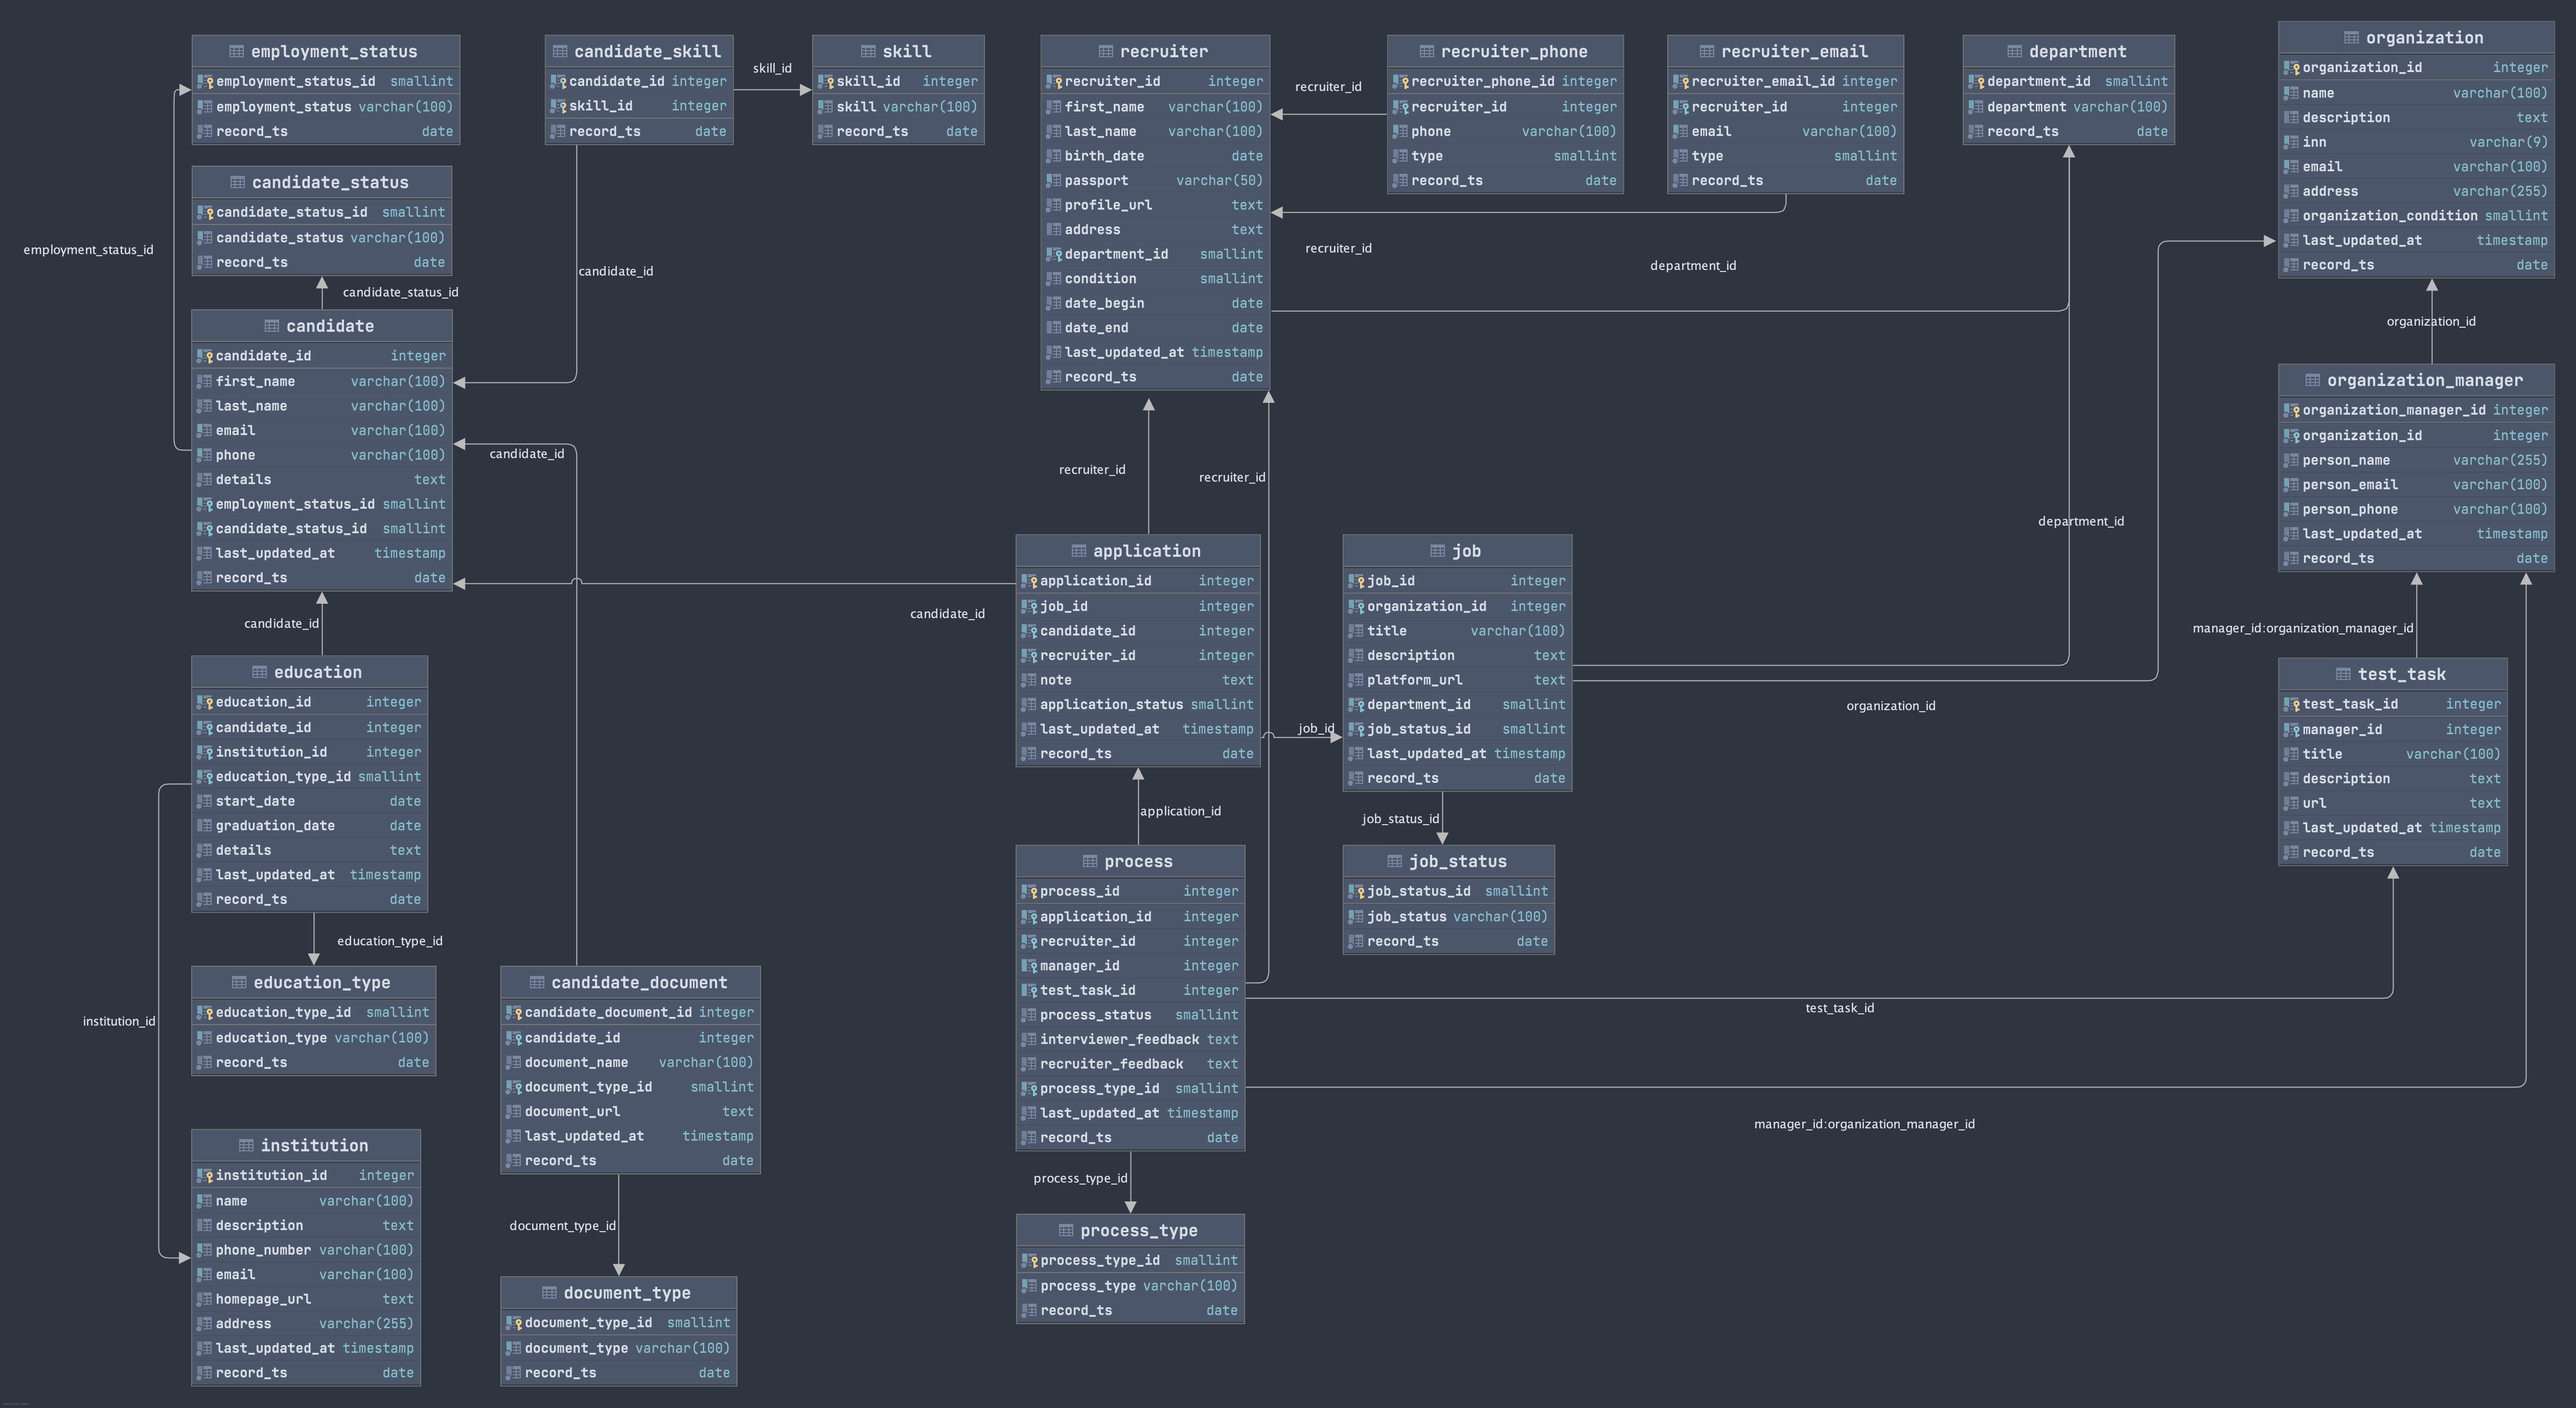 employment_status
employment_status_id smallint
employment_status varchar(100)
record_ts date
candidate_skill
candidate_id integer
skill_id integer
record_ts date
skill_id
skill
skill_id integer
skill varchar(100)
record_ts date
recruiter
recruiter_id integer
first_name varchar(100)
last_name varchar(100)
birth_date date
passport varchar(50)
profile_url text
address text
department_id smallint
condition smallint
date_begin date
date_end date
last_updated_at timestamp
record_ts date
recruiter_id
recruiter_phone
recruiter_phone_id integer
recruiter_id integer
phone varchar(100)
type smallint
record_ts date
recruiter_email
recruiter_email_id integer
recruiter_id integer
email varchar(100)
type smallint
record_ts date
recruiter_id
department_id
department
department_id smallint
department varchar(100)
record_ts date
organization
organization_id integer
name varchar(100)
description text
inn varchar(9)
email varchar(100)
address varchar(255)
organization_condition smallint
last_updated_at timestamp
record_ts date
candidate_status
candidate_status_id smallint
candidate_status varchar(100)
record_ts date
employment_status_id
candidate_status_id
candidate_id
organization_id
candidate
candidate_id integer
first_name varchar(100)
last_name varchar(100)
email varchar(100)
phone varchar(100)
details text
employment_status_id smallint
candidate_status_id smallint
last_updated_at timestamp
record_ts date
candidate_id
recruiter_id
recruiter_id
organization_manager
organization_manager_id integer
organization_id integer
person_name varchar(255)
person_email varchar(100)
person_phone varchar(100)
last_updated_at timestamp
record_ts date
department_id
candidate_id
candidate_id
application
application_id integer
job_id integer
candidate_id integer
recruiter_id integer
note text
application_status smallint
last_updated_at timestamp
record_ts date
job_id
job
job_id integer
organization_id integer
title varchar(100)
description text
platform_url text
department_id smallint
job_status_id smallint
last_updated_at timestamp
record_ts date
organization_id
manager_id:organization_manager_id
test_task
test_task_id integer
manager_id integer
title varchar(100)
description text
url text
last_updated_at timestamp
record_ts date
education
education_id integer
candidate_id integer
institution_id integer
education_type_id smallint
start_date date
graduation_date date
details text
last_updated_at timestamp
record_ts date
application_id
job_status_id
education_type_id
institution_id
education_type
education_type_id smallint
education_type varchar(100)
record_ts date
candidate_document
candidate_document_id integer
candidate_id integer
document_name varchar(100)
document_type_id smallint
document_url text
last_updated_at timestamp
record_ts date
process
process_id integer
application_id integer
recruiter_id integer
manager_id integer
test_task_id integer
process_status smallint
interviewer_feedback text
recruiter_feedback text
process_type_id smallint
last_updated_at timestamp
record_ts date
job_status
job_status_id smallint
job_status varchar(100)
record_ts date
test_task_id
manager_id:organization_manager_id
institution
institution_id integer
name varchar(100)
description text
phone_number varchar(100)
email varchar(100)
homepage_url text
address varchar(255)
last_updated_at timestamp
record_ts date
document_type_id
document_type
document_type_id smallint
document_type varchar(100)
record_ts date
process_type_id
process_type
process_type_id smallint
process_type varchar(100)
record_ts date